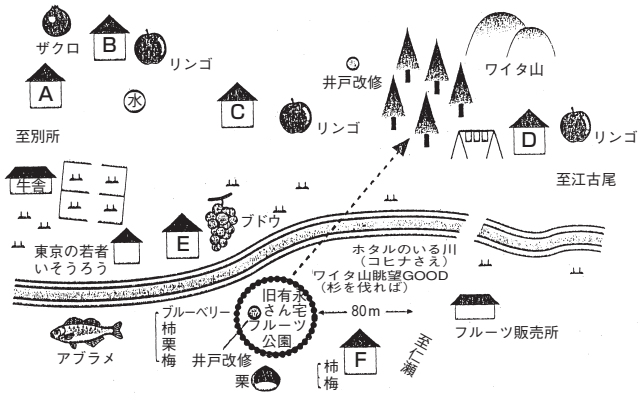 ザクロ
B
リンゴ
A
水
C
リンゴ
井戸改修
ワイタ山
D
リンゴ
至別所
至江古尾
牛舎
ブドウ
E
東京の若者
いそうろう
ホタルのいる川
(コヒナさえ)
ワイタ山眺望GOOD
(杉を伐れば)
アブラメ
ブルーベリー
柿
栗
梅
旧有永
さん宅
フルーツ
公園
井戸改修
80m
フルーツ販売所
至仁瀬
栗
柿
梅
F